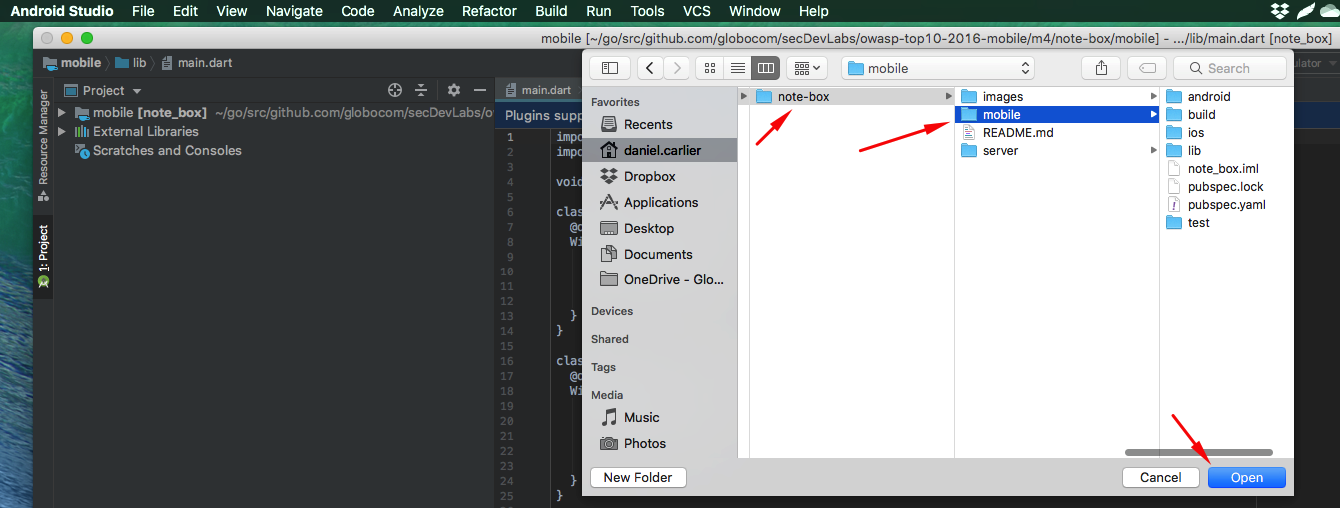 Android Studio File Edit View Navigate Code Analyze Refactor Build Run Tools VCS Window Help
mobile [~/go/src/github.com/globocom/secDevLabs/owasp-top10-2016-mobile/m4/note-box/mobile] - .../lib/main.dart [note_box]
mobile lib main.dart
mobile
Search
Project
main.dart
Resource Manager
1: Project
mobile [note_box] ~/go/src/github.com/globocom/secDevLabs/o
External Libraries
Scratches and Consoles
Plugins supp
1 impo
2 impo
3
4 void
5
6 clas
7 @o
8 Wi
9
10
11
12
13 }
14 }
15
16 clas
17 @o
18 Wi
19
20
21
22
23
24 }
25 }
Favorites
Recents
daniel.carlier
Dropbox
Applications
Desktop
Documents
OneDrive - Glo...
Devices
Shared
Tags
Media
Music
Photos
note-box
images
mobile
README.md
server
android
build
ios
lib
note_box.iml
pubspec.lock
pubspec.yaml
test
New Folder
Cancel
Open